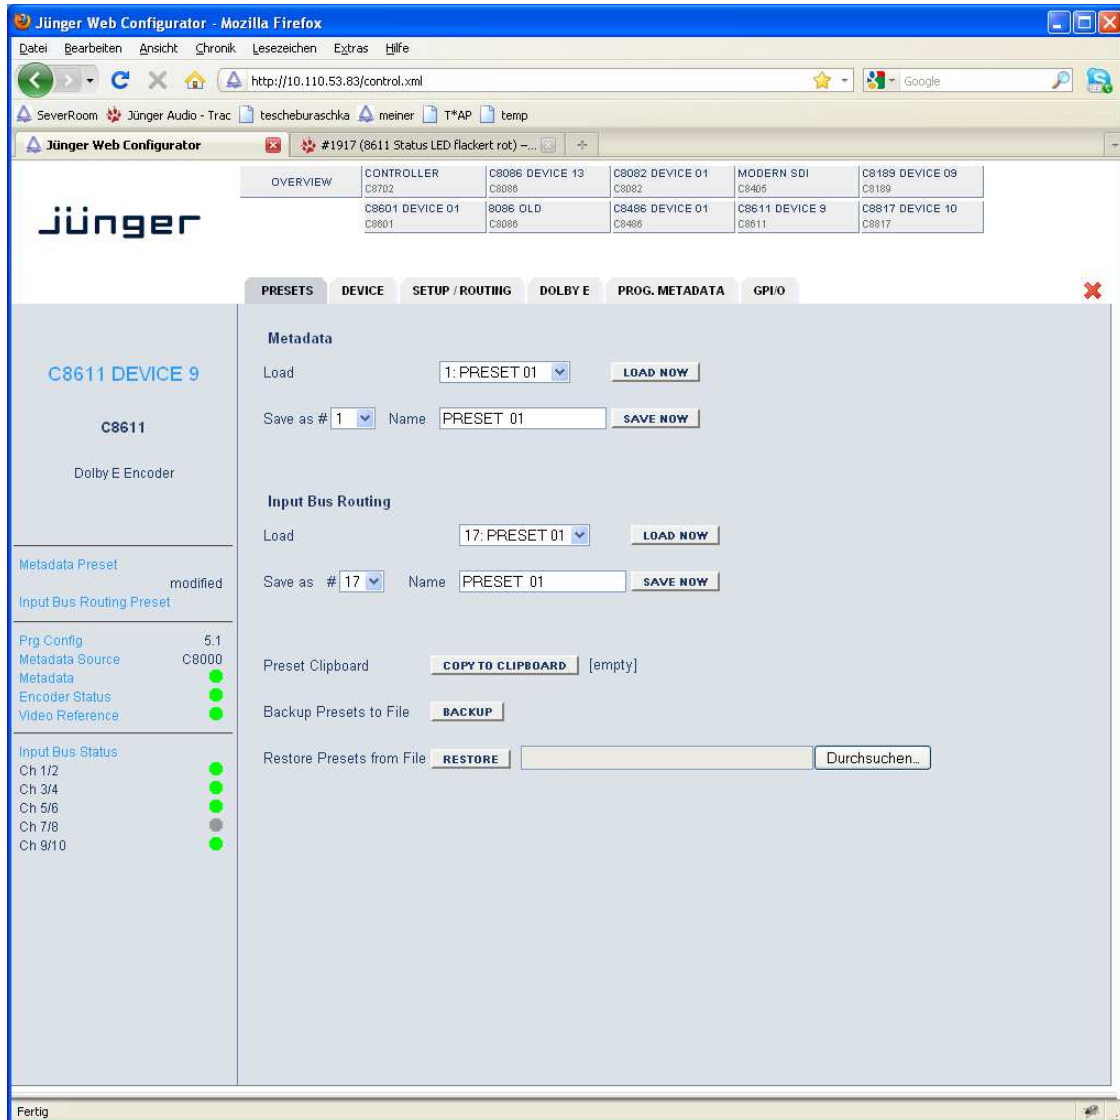 Jünger Web Configurator - Mozilla Firefox
Datei Bearbeiten Ansicht Chronik Lesezeichen Extras Hilfe
http://10.110.53.83/control.xml Google
SeverRoom Jünger Audio - Trac tescheburaschka meiner T*AP temp
Jünger Web Configurator #1917 (8611 Status LED flackert rot) –...
OVERVIEW CONTROLLER C8086 DEVICE 13 C8082 DEVICE 01 MODERN SDI C8189 DEVICE 09
C8702 C8086 C8082 C8405 C8189
C8601 DEVICE 01 8086 OLD C8486 DEVICE 01 C8611 DEVICE 9 C8817 DEVICE 10
C8601 C8086 C8486 C8611 C8817
jünger
PRESETS DEVICE SETUP / ROUTING DOLBY E PROG. METADATA GPI/O
C8611 DEVICE 9
C8611
Dolby E Encoder
Metadata Preset
modified
Input Bus Routing Preset
Prg Config 5.1
Metadata Source C8000
Metadata
Encoder Status
Video Reference
Input Bus Status
Ch 1/2
Ch 3/4
Ch 5/6
Ch 7/8
Ch 9/10
Metadata
Load 1: PRESET 01 LOAD NOW
Save as # 1 Name PRESET 01 SAVE NOW
Input Bus Routing
Load 17: PRESET 01 LOAD NOW
Save as # 17 Name PRESET 01 SAVE NOW
Preset Clipboard COPY TO CLIPBOARD [empty]
Backup Presets to File BACKUP
Restore Presets from File RESTORE Durchsuchen...
Fertig